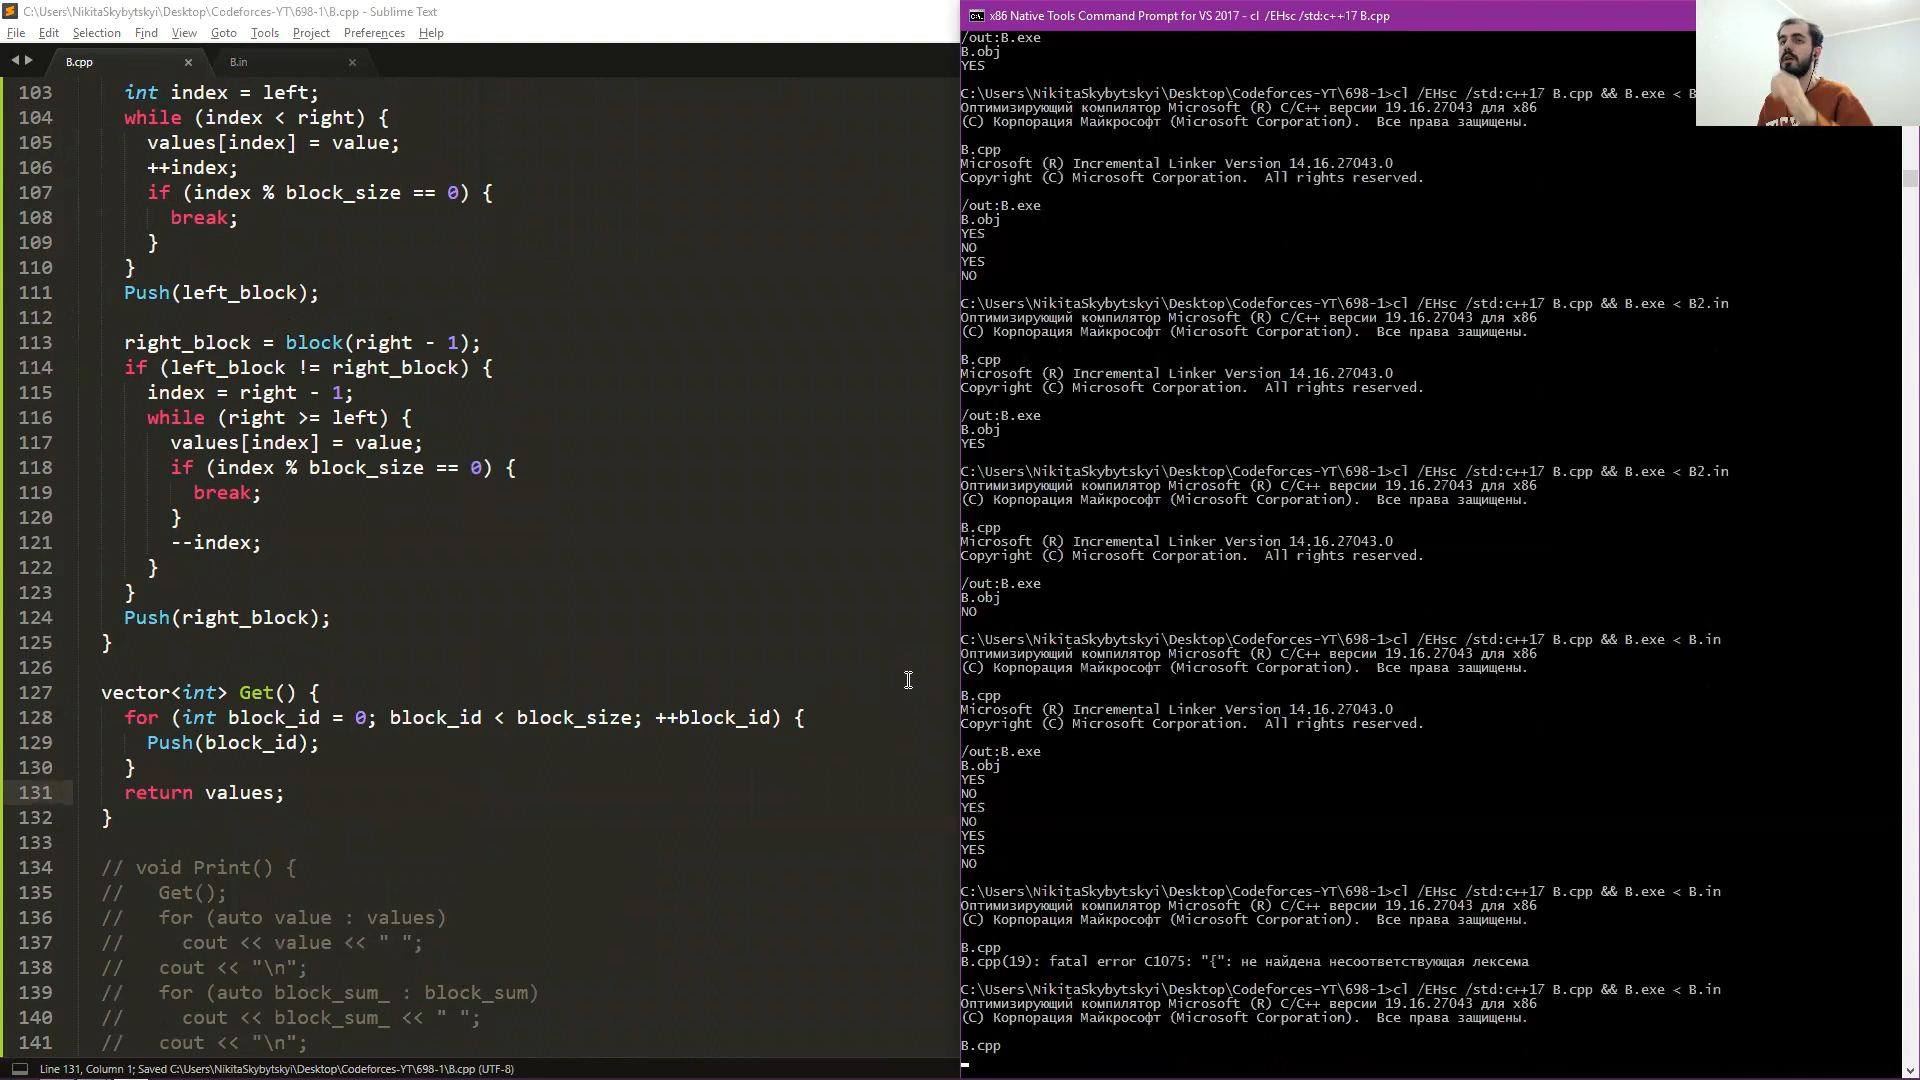 C:\Users\NikitaSkybytskyi\Desktop\Codeforces-YT\698-1\B.cpp - Sublime Text
File Edit Selection Find View Goto Tools Project Preferences Help
B.cpp × B.in ×
103 int index = left;
104 while (index < right) {
105 values[index] = value;
106 ++index;
107 if (index % block_size == 0) {
108 break;
109 }
110 }
111 Push(left_block);
112
113 right_block = block(right - 1);
114 if (left_block != right_block) {
115 index = right - 1;
116 while (right >= left) {
117 values[index] = value;
118 if (index % block_size == 0) {
119 break;
120 }
121 --index;
122 }
123 }
124 Push(right_block);
125 }
126
127 vector<int> Get() {
128 for (int block_id = 0; block_id < block_size; ++block_id) {
129 Push(block_id);
130 }
131 return values;
132 }
133
134 // void Print() {
135 // Get();
136 // for (auto value : values)
137 // cout << value << " ";
138 // cout << "\n";
139 // for (auto block_sum_ : block_sum)
140 // cout << block_sum_ << " ";
141 // cout << "\n";
Line 131, Column 1; Saved C:\Users\NikitaSkybytskyi\Desktop\Codeforces-YT\698-1\B.cpp (UTF-8)
x86 Native Tools Command Prompt for VS 2017 - cl /EHsc /std:c++17 B.cpp
/out:B.exe
B.obj
YES
C:\Users\NikitaSkybytskyi\Desktop\Codeforces-YT\698-1>cl /EHsc /std:c++17 B.cpp && B.exe < B
Оптимизирующий компилятор Microsoft (R) C/C++ версии 19.16.27043 для x86
(C) Корпорация Майкрософт (Microsoft Corporation). Все права защищены.
B.cpp
Microsoft (R) Incremental Linker Version 14.16.27043.0
Copyright (C) Microsoft Corporation. All rights reserved.
/out:B.exe
B.obj
YES
NO
YES
NO
C:\Users\NikitaSkybytskyi\Desktop\Codeforces-YT\698-1>cl /EHsc /std:c++17 B.cpp && B.exe < B2.in
Оптимизирующий компилятор Microsoft (R) C/C++ версии 19.16.27043 для x86
(C) Корпорация Майкрософт (Microsoft Corporation). Все права защищены.
B.cpp
Microsoft (R) Incremental Linker Version 14.16.27043.0
Copyright (C) Microsoft Corporation. All rights reserved.
/out:B.exe
B.obj
YES
C:\Users\NikitaSkybytskyi\Desktop\Codeforces-YT\698-1>cl /EHsc /std:c++17 B.cpp && B.exe < B2.in
Оптимизирующий компилятор Microsoft (R) C/C++ версии 19.16.27043 для x86
(C) Корпорация Майкрософт (Microsoft Corporation). Все права защищены.
B.cpp
Microsoft (R) Incremental Linker Version 14.16.27043.0
Copyright (C) Microsoft Corporation. All rights reserved.
/out:B.exe
B.obj
NO
C:\Users\NikitaSkybytskyi\Desktop\Codeforces-YT\698-1>cl /EHsc /std:c++17 B.cpp && B.exe < B.in
Оптимизирующий компилятор Microsoft (R) C/C++ версии 19.16.27043 для x86
(C) Корпорация Майкрософт (Microsoft Corporation). Все права защищены.
B.cpp
Microsoft (R) Incremental Linker Version 14.16.27043.0
Copyright (C) Microsoft Corporation. All rights reserved.
/out:B.exe
B.obj
YES
NO
YES
NO
YES
YES
NO
C:\Users\NikitaSkybytskyi\Desktop\Codeforces-YT\698-1>cl /EHsc /std:c++17 B.cpp && B.exe < B.in
Оптимизирующий компилятор Microsoft (R) C/C++ версии 19.16.27043 для x86
(C) Корпорация Майкрософт (Microsoft Corporation). Все права защищены.
B.cpp
B.cpp(19): fatal error C1075: "{": не найдена несоответствующая лексема
C:\Users\NikitaSkybytskyi\Desktop\Codeforces-YT\698-1>cl /EHsc /std:c++17 B.cpp && B.exe < B.in
Оптимизирующий компилятор Microsoft (R) C/C++ версии 19.16.27043 для x86
(C) Корпорация Майкрософт (Microsoft Corporation). Все права защищены.
B.cpp